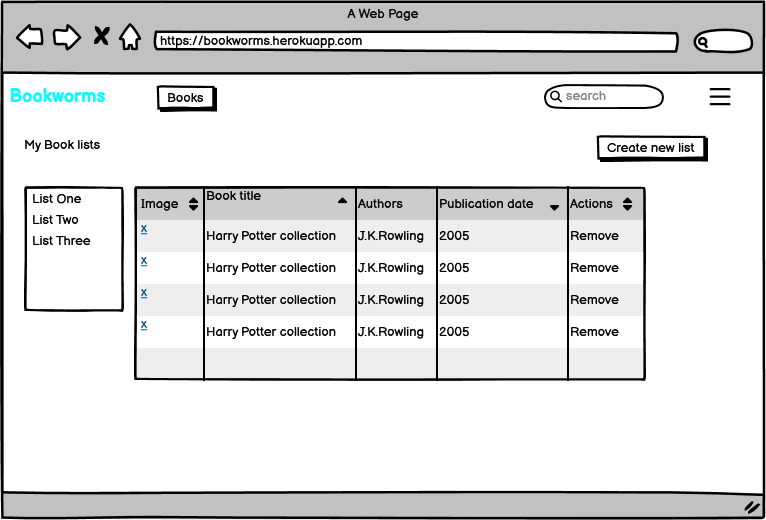 A Web Page
https://bookworms.herokuapp.com
Bookworms
Books
search
My Book lists
Create new list
List One
List Two
List Three
Image Book title Authors Publication date Actions
x Harry Potter collection J.K.Rowling 2005 Remove
x Harry Potter collection J.K.Rowling 2005 Remove
x Harry Potter collection J.K.Rowling 2005 Remove
x Harry Potter collection J.K.Rowling 2005 Remove